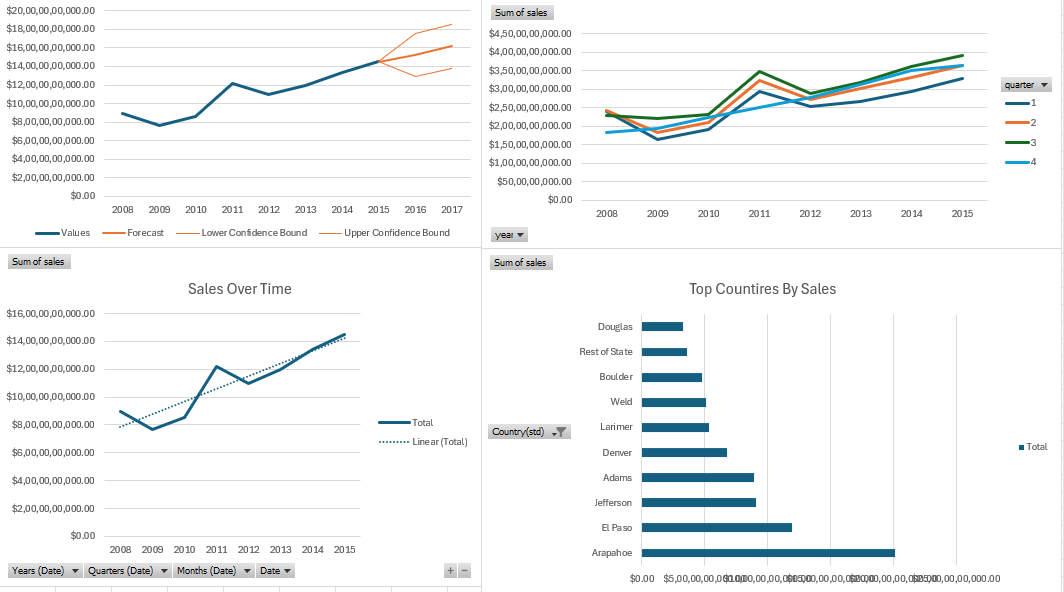 $20,00,00,00,000.00
$18,00,00,00,000.00
$16,00,00,00,000.00
$14,00,00,00,000.00
$12,00,00,00,000.00
$10,00,00,00,000.00
$8,00,00,00,000.00
$6,00,00,00,000.00
$4,00,00,00,000.00
$2,00,00,00,000.00
$0.00
2008 2009 2010 2011 2012 2013 2014 2015 2016 2017
Values Forecast Lower Confidence Bound Upper Confidence Bound
Sum of sales
$4,50,00,00,000.00
$4,00,00,00,000.00
$3,50,00,00,000.00
$3,00,00,00,000.00
$2,50,00,00,000.00
$2,00,00,00,000.00
$1,50,00,00,000.00
$1,00,00,00,000.00
$50,00,00,000.00
$0.00
2008 2009 2010 2011 2012 2013 2014 2015
quarter
1
2
3
4
year
Sum of sales
Sales Over Time
$16,00,00,00,000.00
$14,00,00,00,000.00
$12,00,00,00,000.00
$10,00,00,00,000.00
$8,00,00,00,000.00
$6,00,00,00,000.00
$4,00,00,00,000.00
$2,00,00,00,000.00
$0.00
2008 2009 2010 2011 2012 2013 2014 2015
Total
Linear (Total)
Years (Date) Quarters (Date) Months (Date) Date + −
Sum of sales
Top Countires By Sales
Country(std)
Douglas
Rest of State
Boulder
Weld
Larimer
Denver
Adams
Jefferson
El Paso
Arapahoe
$0.00
Total